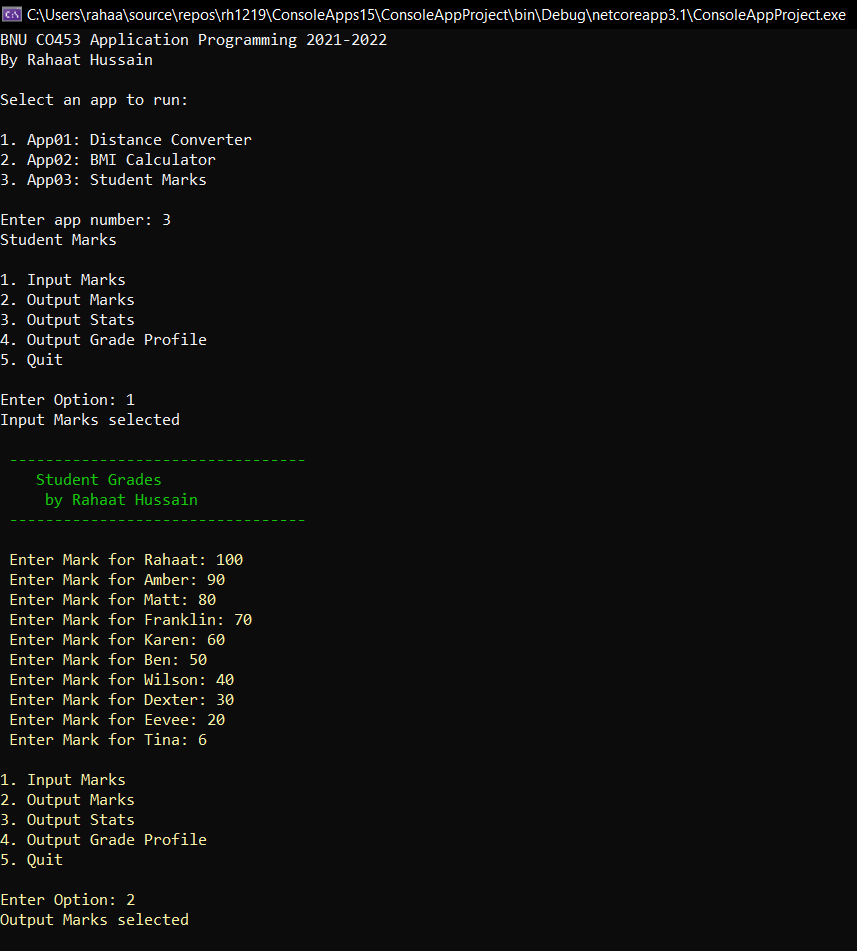 C:\Users\rahaa\source\repos\rh1219\ConsoleApps15\ConsoleAppProject\bin\Debug\netcoreapp3.1\ConsoleAppProject.exe
BNU CO453 Application Programming 2021-2022
By Rahaat Hussain
Select an app to run:
1. App01: Distance Converter
2. App02: BMI Calculator
3. App03: Student Marks
Enter app number: 3
Student Marks
1. Input Marks
2. Output Marks
3. Output Stats
4. Output Grade Profile
5. Quit
Enter Option: 1
Input Marks selected
---------------------------------
Student Grades
by Rahaat Hussain
---------------------------------
Enter Mark for Rahaat: 100
Enter Mark for Amber: 90
Enter Mark for Matt: 80
Enter Mark for Franklin: 70
Enter Mark for Karen: 60
Enter Mark for Ben: 50
Enter Mark for Wilson: 40
Enter Mark for Dexter: 30
Enter Mark for Eevee: 20
Enter Mark for Tina: 6
1. Input Marks
2. Output Marks
3. Output Stats
4. Output Grade Profile
5. Quit
Enter Option: 2
Output Marks selected